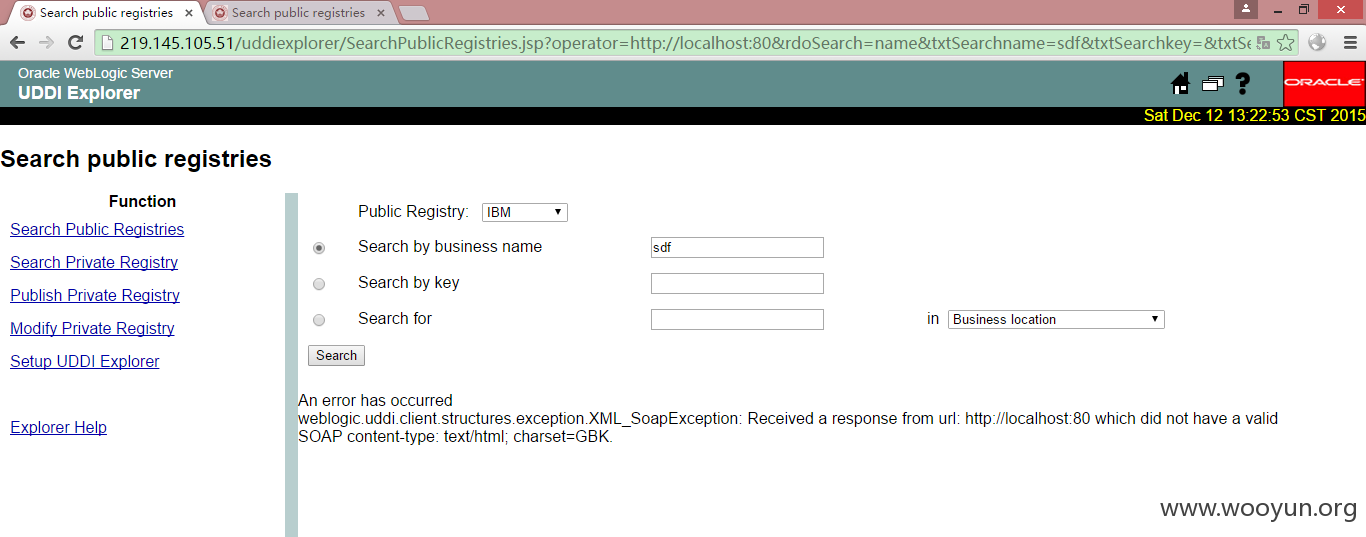 Search public registries
Search public registries
219.145.105.51/uddiexplorer/SearchPublicRegistries.jsp?operator=http://localhost:80&rdoSearch=name&txtSearchname=sdf&txtSearchkey=&txtSe
Oracle WebLogic Server
UDDI Explorer
ORACLE
Sat Dec 12 13:22:53 CST 2015
Search public registries
Function
Search Public Registries
Search Private Registry
Publish Private Registry
Modify Private Registry
Setup UDDI Explorer
Explorer Help
Public Registry: IBM
Search by business name sdf
Search by key
Search for in Business location
Search
An error has occurred
weblogic.uddi.client.structures.exception.XML_SoapException: Received a response from url: http://localhost:80 which did not have a valid
SOAP content-type: text/html; charset=GBK.
www.wooyun.org